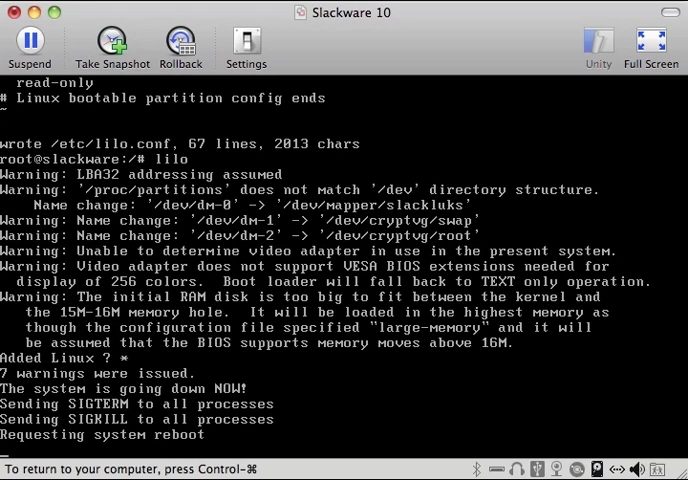 Slackware 10
Suspend
Take Snapshot
Rollback
Settings
Unity
Full Screen
read-only
# Linux bootable partition config ends
~
wrote /etc/lilo.conf, 67 lines, 2013 chars
root@slackware:/# lilo
Warning: LBA32 addressing assumed
Warning: '/proc/partitions' does not match '/dev' directory structure.
Name change: '/dev/dm-0' -> '/dev/mapper/slackluks'
Warning: Name change: '/dev/dm-1' -> '/dev/cryptvg/swap'
Warning: Name change: '/dev/dm-2' -> '/dev/cryptvg/root'
Warning: Unable to determine video adapter in use in the present system.
Warning: Video adapter does not support VESA BIOS extensions needed for
display of 256 colors.  Boot loader will fall back to TEXT only operation.
Warning: The initial RAM disk is too big to fit between the kernel and
the 15M-16M memory hole.  It will be loaded in the highest memory as
though the configuration file specified "large-memory" and it will
be assumed that the BIOS supports memory moves above 16M.
Added Linux ? *
7 warnings were issued.
The system is going down NOW!
Sending SIGTERM to all processes
Sending SIGKILL to all processes
Requesting system reboot
To return to your computer, press Control-⌘